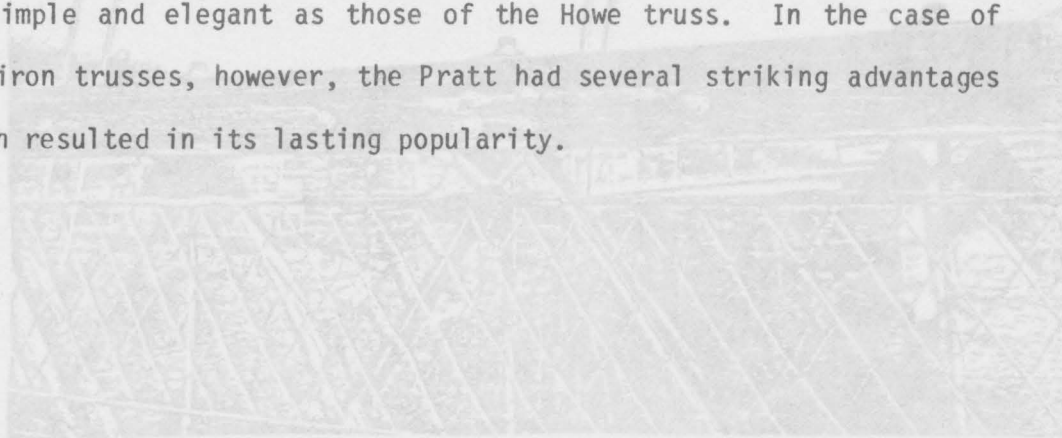 imple and elegant as those of the Howe truss. In the case of
iron trusses, however, the Pratt had several striking advantages
resulted in its lasting popularity.